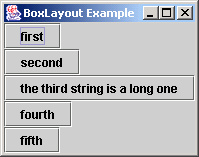 BoxLayout Example
first
second
the third string is a long one
fourth
fifth